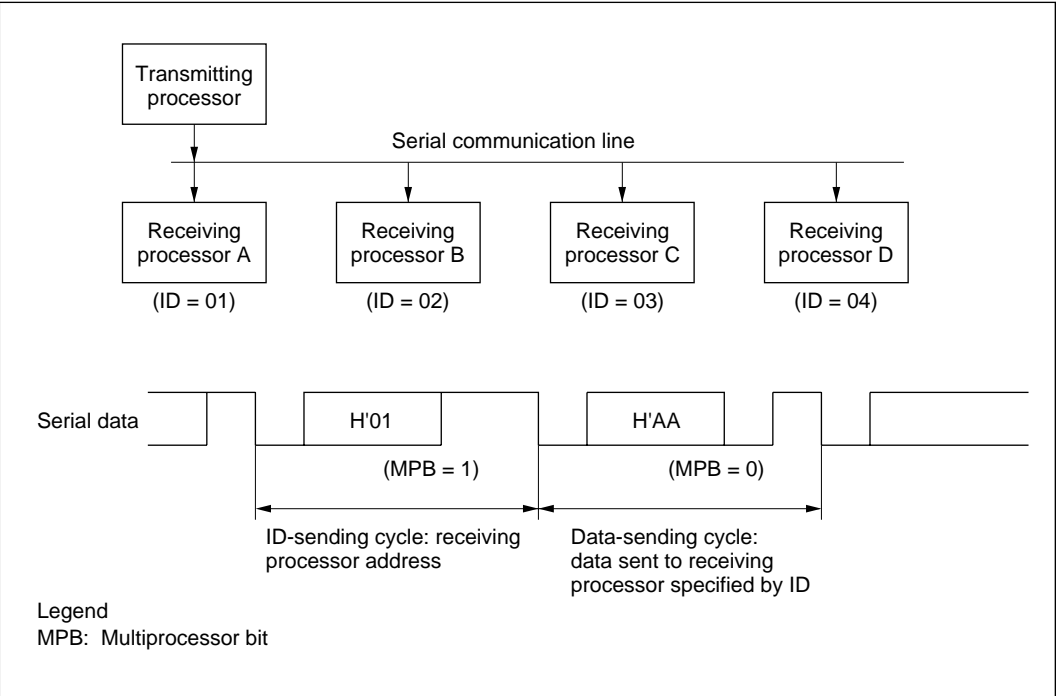 Transmitting
processor
Serial communication line
Receiving
processor A
Receiving
processor B
Receiving
processor C
Receiving
processor D
(ID = 01)
(ID = 02)
(ID = 03)
(ID = 04)
Serial data
H'01
H'AA
(MPB = 1)
(MPB = 0)
ID-sending cycle: receiving
processor address
Data-sending cycle:
data sent to receiving
processor specified by ID
Legend
MPB: Multiprocessor bit